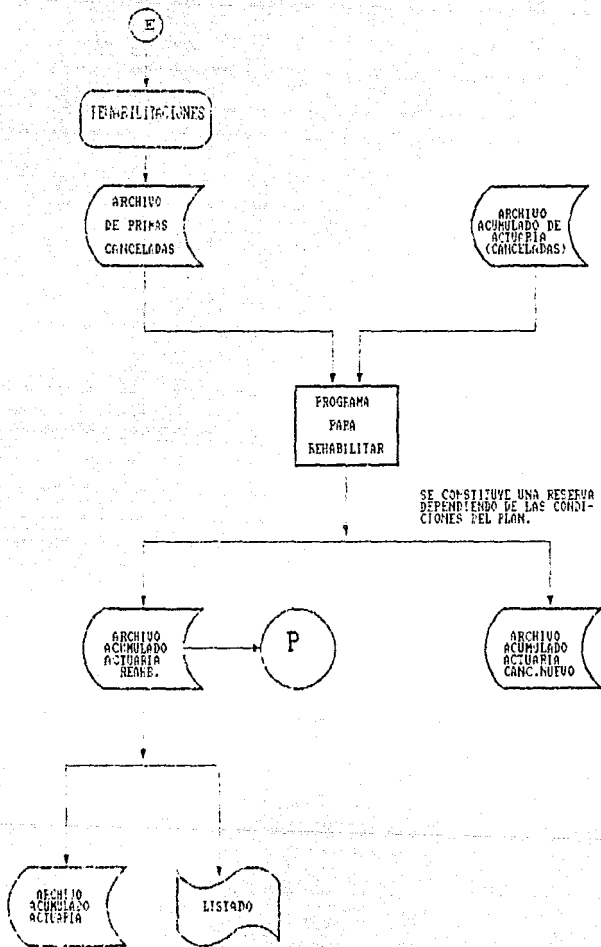 E
REHABILITACIONES
ARCHIVO
DE PRIMAS
CANCELADAS
ARCHIVO
ACUMULADO DE
ACTUARIA
(CANCELADAS)
PROGRAMA
PARA
REHABILITAR
SE CONSTITUYE UNA RESERVA
DEPENDIENDO DE LAS CONDI-
CIONES DEL PLAN.
ARCHIVO
ACUMULADO
ACTUARIA
REAHB.
P
ARCHIVO
ACUMULADO
ACTUARIA
CANC.NUEVO
ARCHIVO
ACUMULADO
ACTUARIA
LISTADO